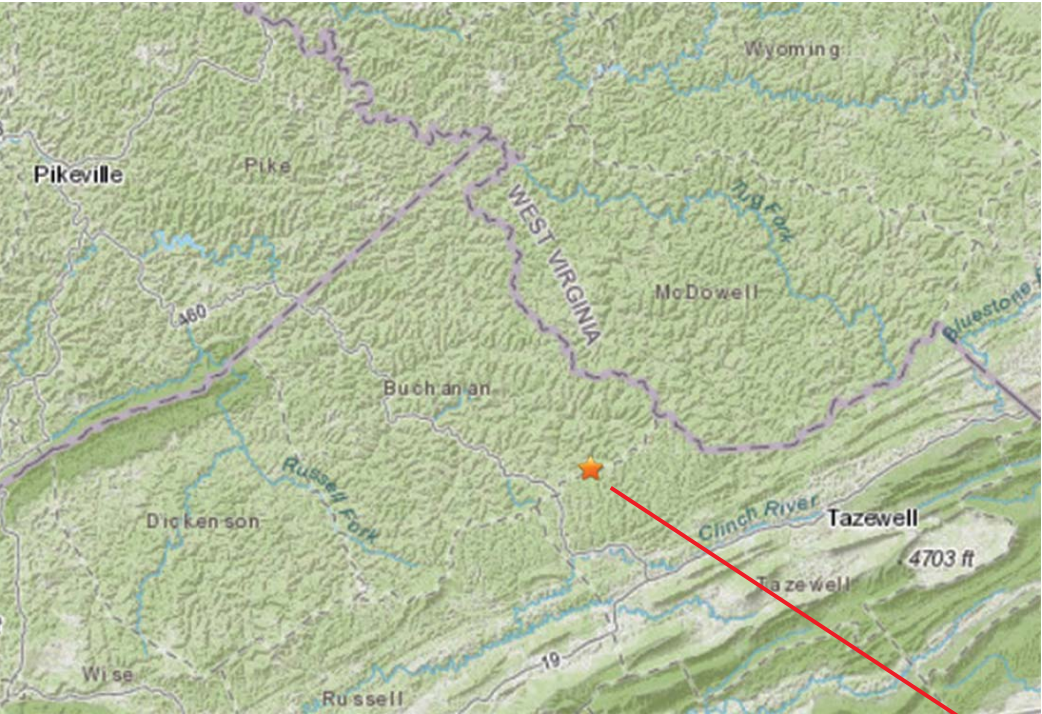 Wyoming
Pikeville
Pike
Tug Fork
WEST VIRGINIA
McDowell
460
Bluestone
Buchanan
Russell Fork
Dickenson
Clinch River
Tazewell
4703 ft
Tazewell
19
Wise
Russell